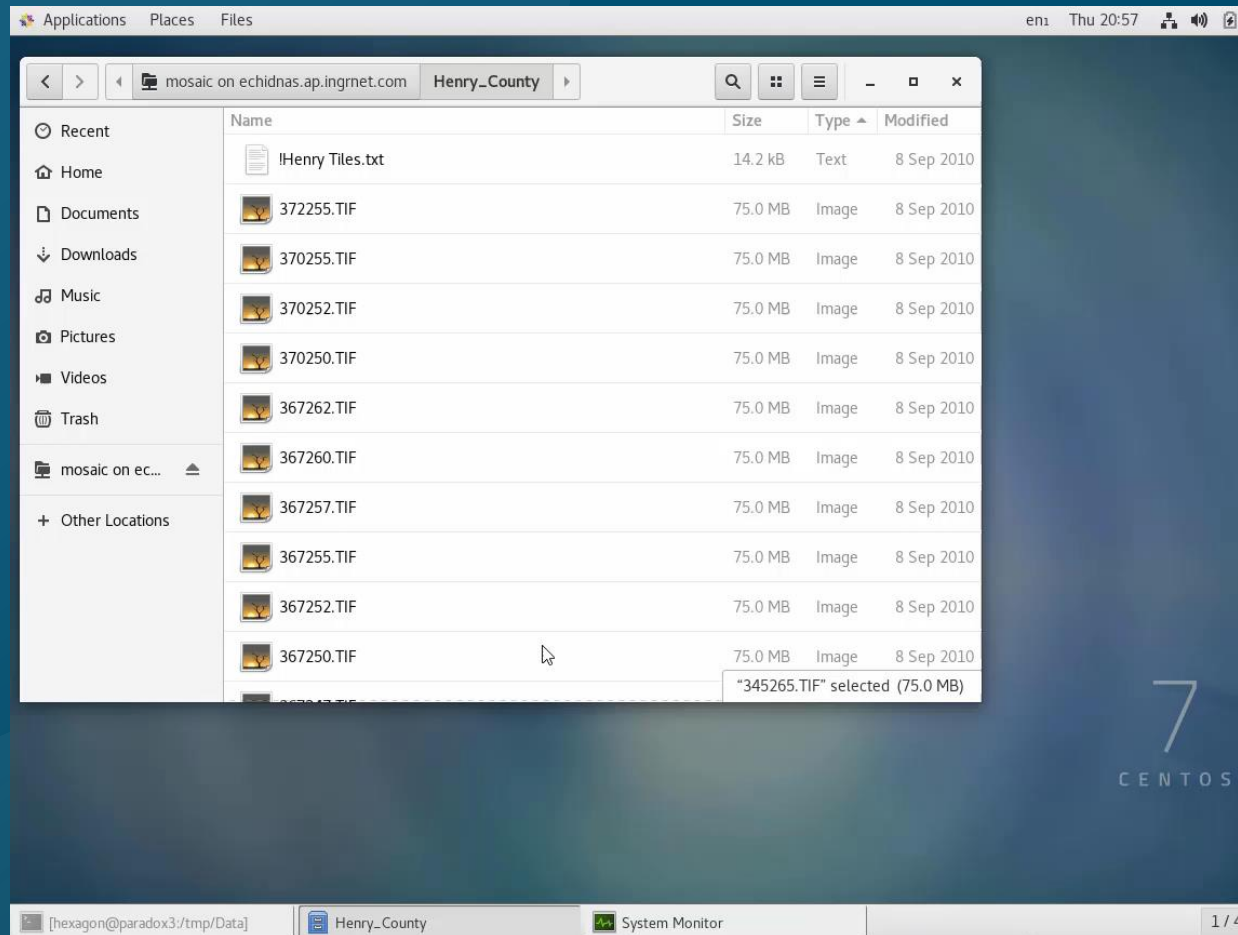 Applications Places Files en₁ Thu 20:57
mosaic on echidnas.ap.ingrnet.com Henry_County
Recent
Home
Documents
Downloads
Music
Pictures
Videos
Trash
mosaic on ec...
+ Other Locations
Name Size Type Modified
!Henry Tiles.txt 14.2 kB Text 8 Sep 2010
372255.TIF 75.0 MB Image 8 Sep 2010
370255.TIF 75.0 MB Image 8 Sep 2010
370252.TIF 75.0 MB Image 8 Sep 2010
370250.TIF 75.0 MB Image 8 Sep 2010
367262.TIF 75.0 MB Image 8 Sep 2010
367260.TIF 75.0 MB Image 8 Sep 2010
367257.TIF 75.0 MB Image 8 Sep 2010
367255.TIF 75.0 MB Image 8 Sep 2010
367252.TIF 75.0 MB Image 8 Sep 2010
367250.TIF 75.0 MB Image 8 Sep 2010
“345265.TIF” selected (75.0 MB)
7
CENTOS
[hexagon@paradox3:/tmp/Data] Henry_County System Monitor 1 / 4